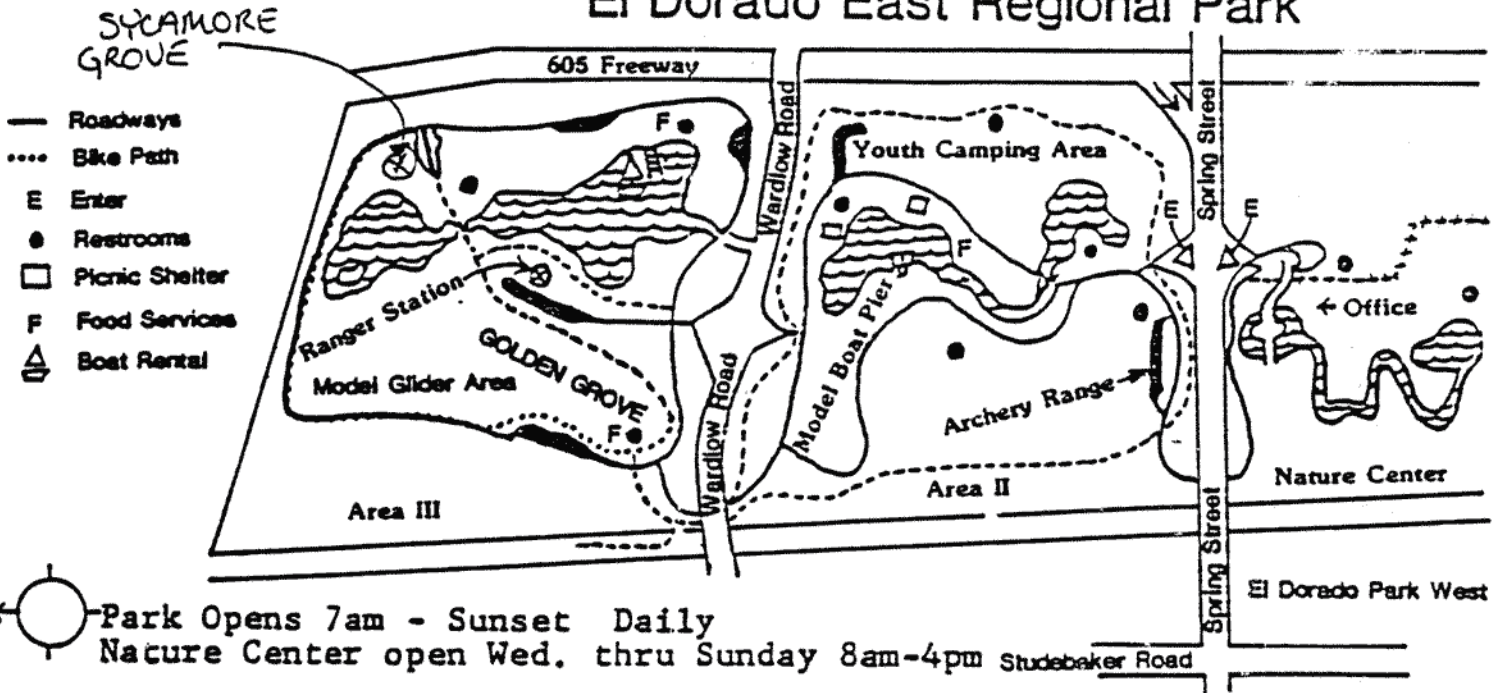 El Dorado East Regional Park
SYCAMORE
GROVE
605 Freeway
Roadways
Bike Path
E Enter
Restrooms
Picnic Shelter
F Food Services
Boat Rental
F
Wardlow Road
Youth Camping Area
Spring Street
E
E
F
Ranger Station
GOLDEN GROVE
Model Glider Area
F
Wardlow Road
Model Boat Pier
Archery Range
← Office
Area III
Area II
Nature Center
Spring Street
El Dorado Park West
Park Opens 7am - Sunset Daily
Nature Center open Wed. thru Sunday 8am-4pm
Studebaker Road